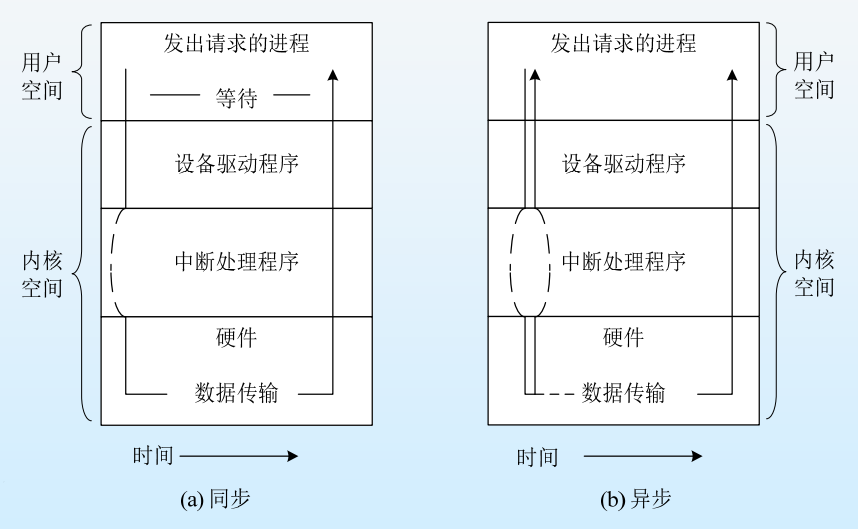 发出请求的进程
用户
空间
等待
设备驱动程序
内核
空间
中断处理程序
硬件
数据传输
时间
(a) 同步
发出请求的进程
用户
空间
设备驱动程序
中断处理程序
内核
空间
硬件
数据传输
时间
(b) 异步